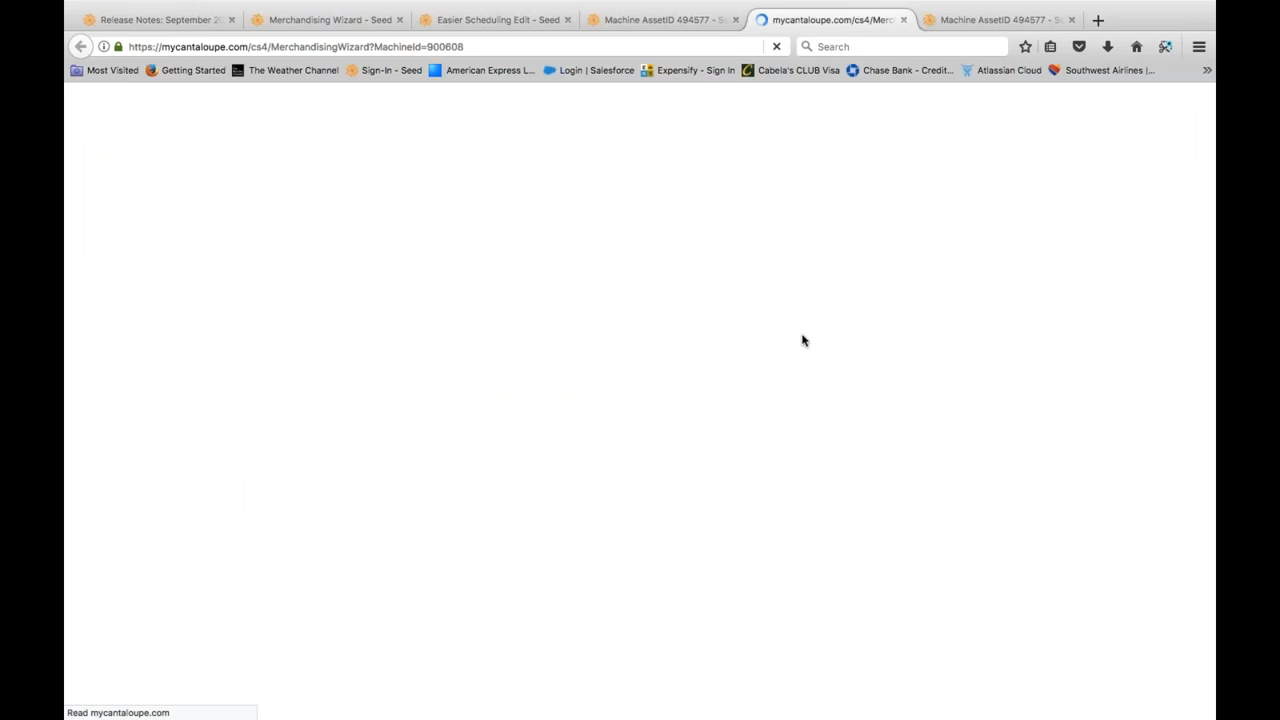 Release Notes: September 2
Merchandising Wizard - Seed
Easier Scheduling Edit - Seed
Machine AssetID 494577 - S
mycantaloupe.com/cs4/Merc
Machine AssetID 494577 - S
https://mycantaloupe.com/cs4/MerchandisingWizard?MachineId=900608
Search
Most Visited
Getting Started
The Weather Channel
Sign-In - Seed
American Express L...
Login | Salesforce
Expensify - Sign In
Cabela's CLUB Visa
Chase Bank - Credit...
Atlassian Cloud
Southwest Airlines |...
Read mycantaloupe.com